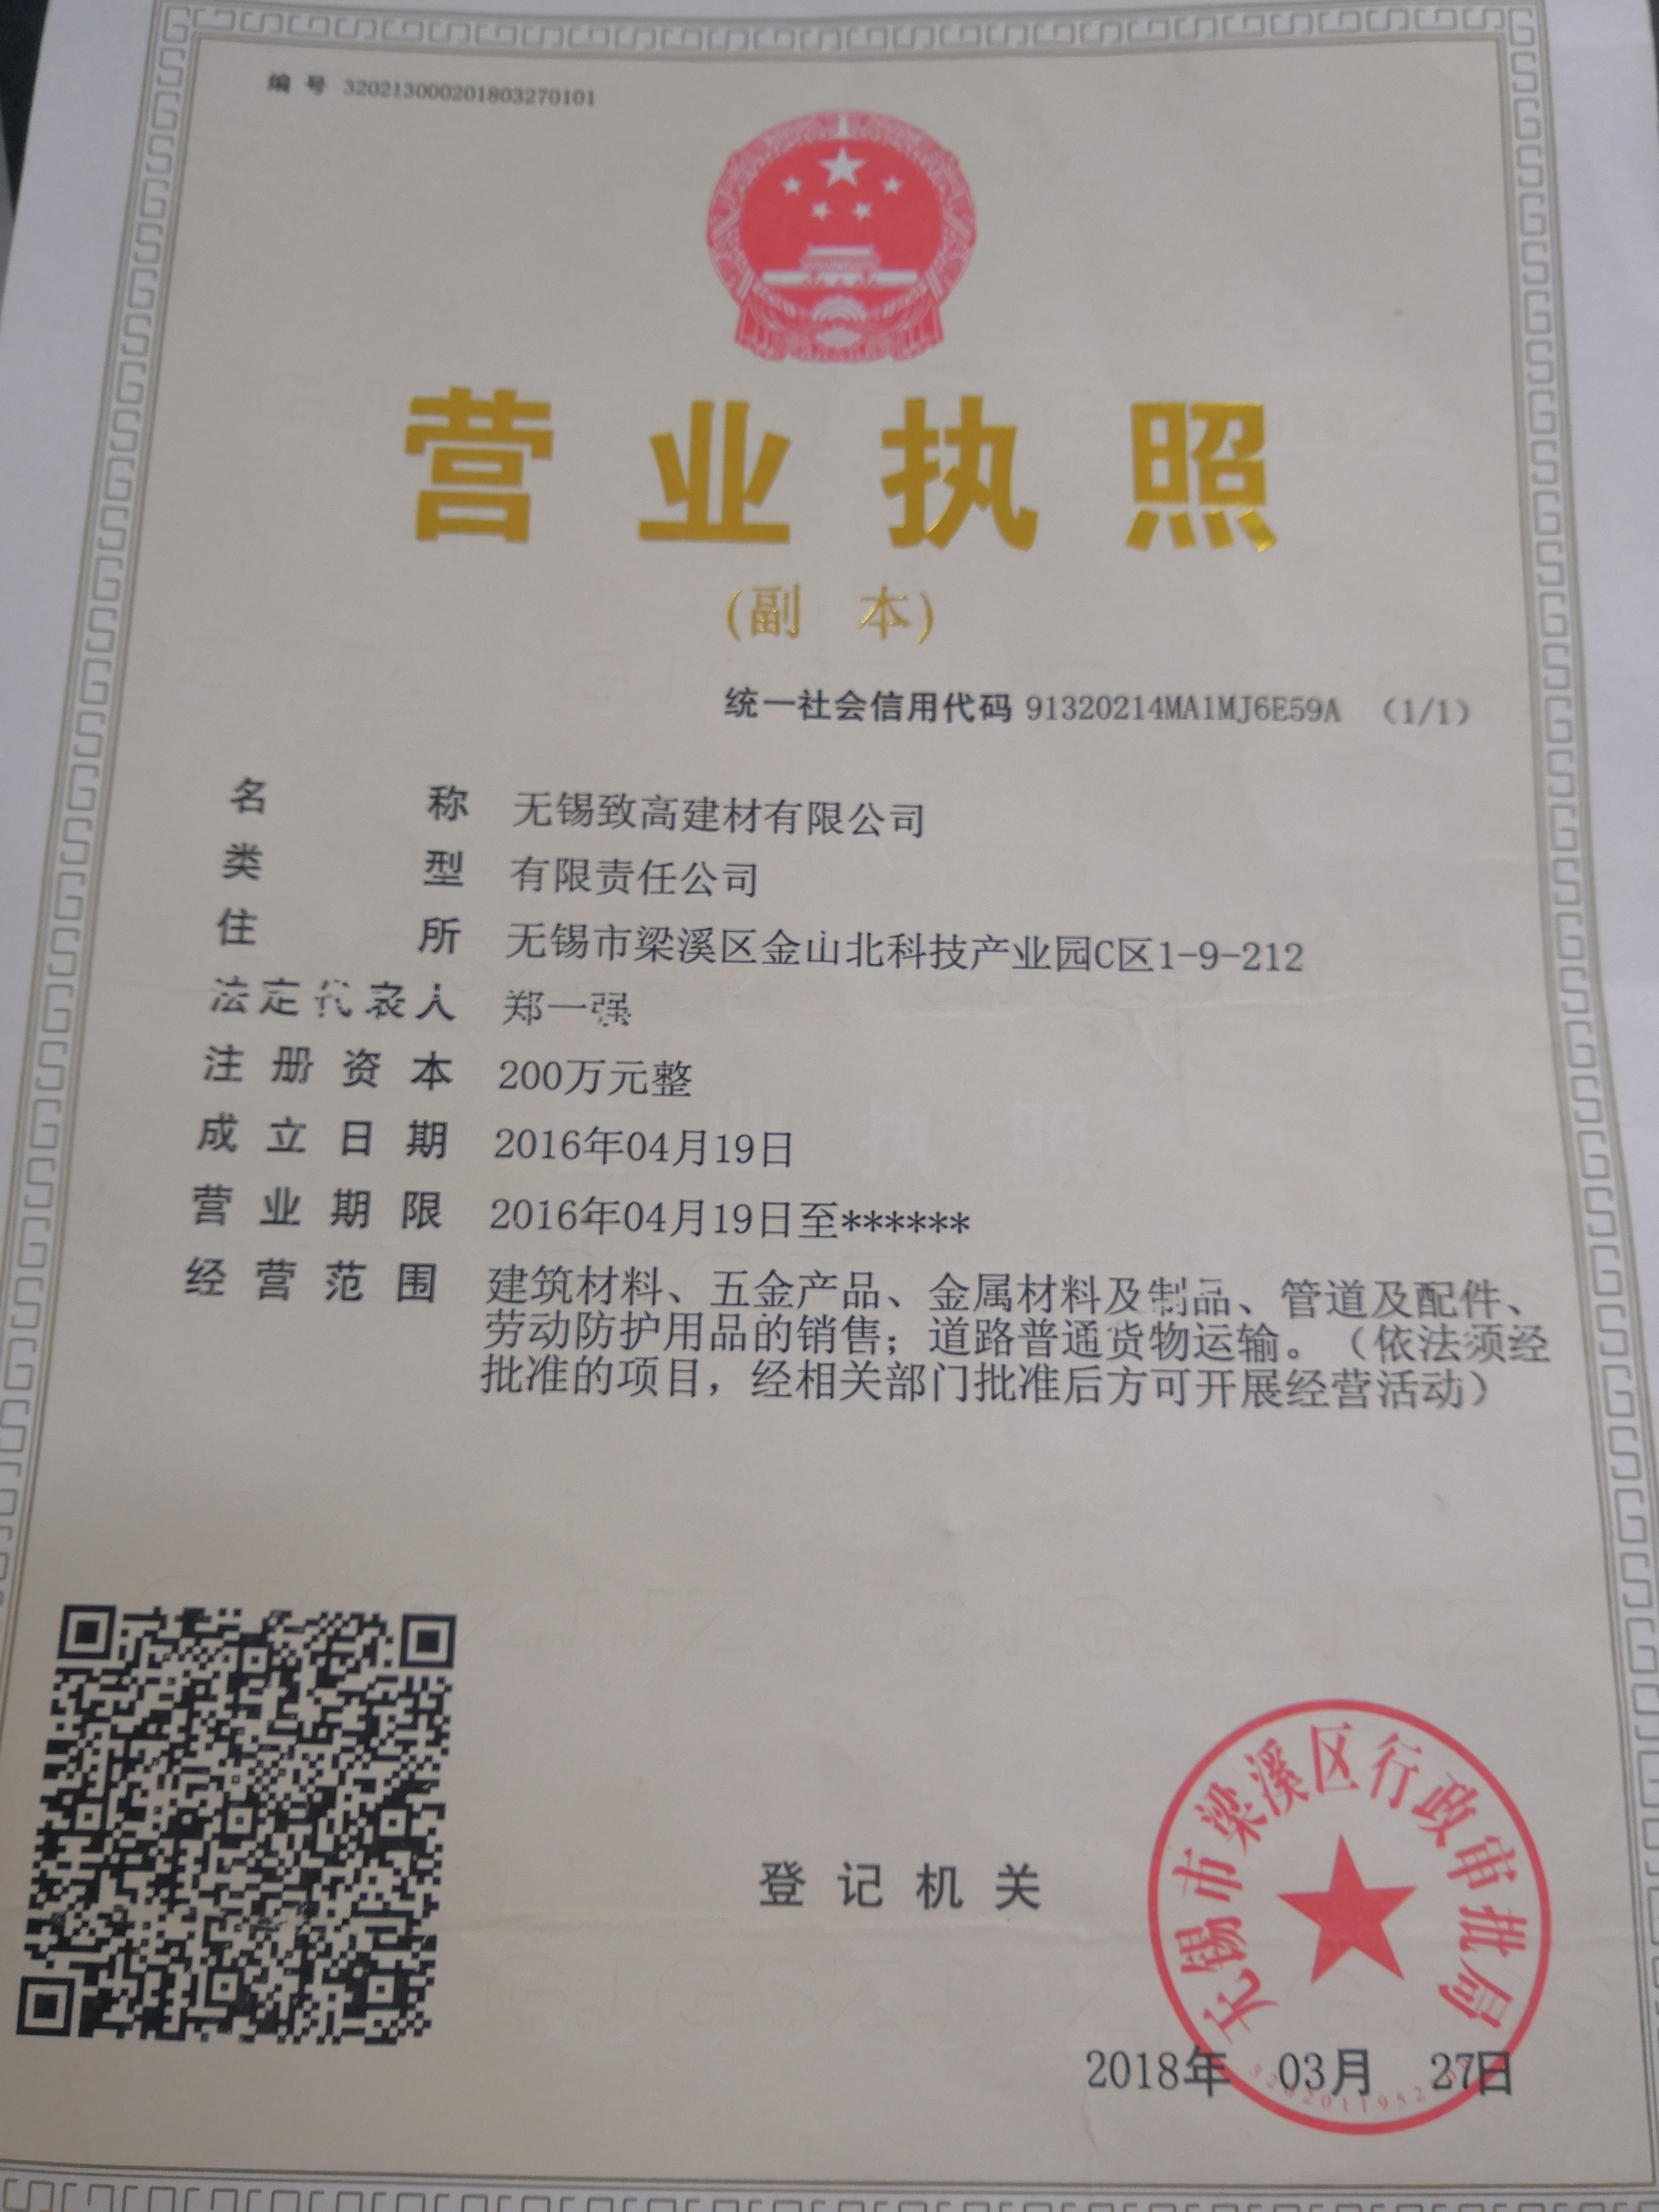 编 号 320213000201803270101
营业执照
(副 本)
统一社会信用代码 91320214MA1MJ6E59A （1/1）
名 称 无锡致高建材有限公司
类 型 有限责任公司
住 所 无锡市梁溪区金山北科技产业园C区1-9-212
法定代表人 郑一强
注册资本 200万元整
成立日期 2016年04月19日
营业期限 2016年04月19日至******
经营范围 建筑材料、五金产品、金属材料及制品、管道及配件、
劳动防护用品的销售；道路普通货物运输。（依法须经
批准的项目，经相关部门批准后方可开展经营活动）
登记机关
无锡市梁溪区行政审批局
2018年 03月 27日